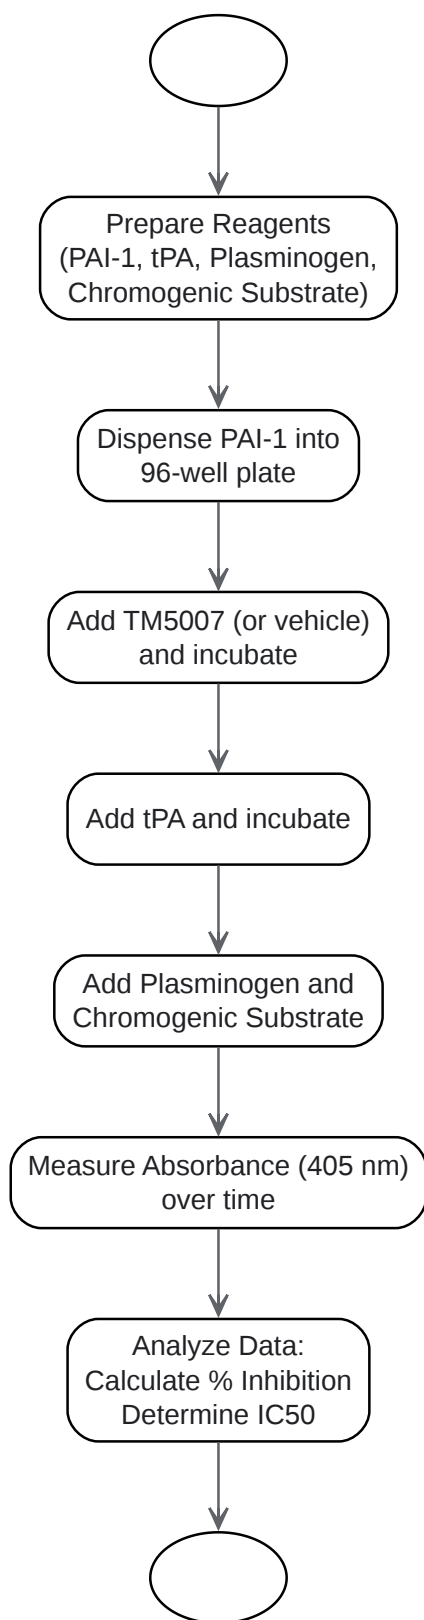 Prepare Reagents
(PAI-1, tPA, Plasminogen,
Chromogenic Substrate)
Dispense PAI-1 into
96-well plate
Add TM5007 (or vehicle)
and incubate
Add tPA and incubate
Add Plasminogen and
Chromogenic Substrate
Measure Absorbance (405 nm)
over time
Analyze Data:
Calculate % Inhibition
Determine IC50